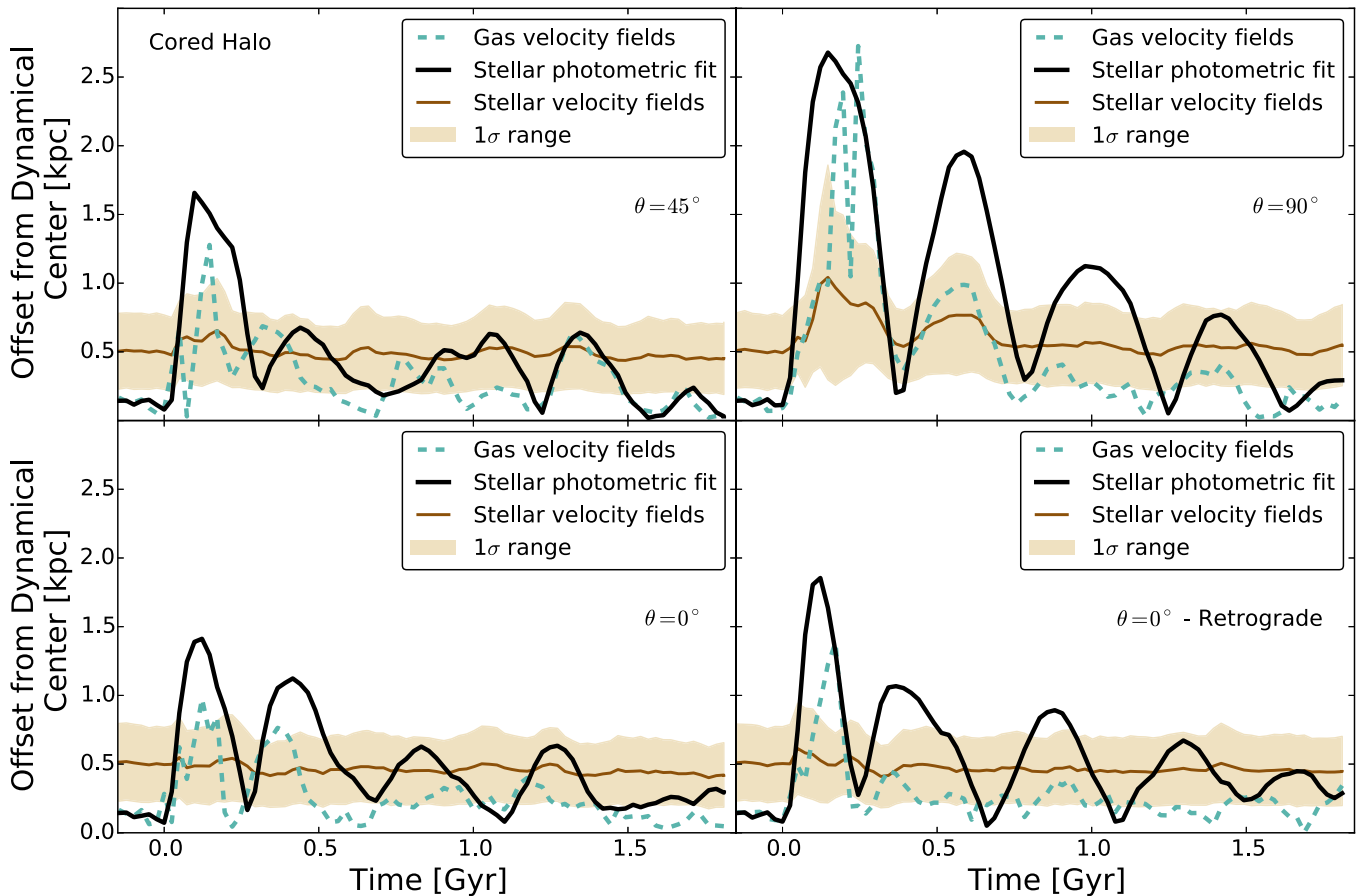 Cored Halo
Gas velocity fields
Stellar photometric fit
Stellar velocity fields
1σ range
θ=45°
Gas velocity fields
Stellar photometric fit
Stellar velocity fields
1σ range
θ=90°
Offset from Dynamical
Center [kpc]
2.5
2.0
1.5
1.0
0.5
Gas velocity fields
Stellar photometric fit
Stellar velocity fields
1σ range
θ=0°
Gas velocity fields
Stellar photometric fit
Stellar velocity fields
1σ range
θ=0° - Retrograde
Offset from Dynamical
Center [kpc]
2.5
2.0
1.5
1.0
0.5
0.0
0.0 0.5 1.0 1.5
0.0 0.5 1.0 1.5
Time [Gyr]
Time [Gyr]